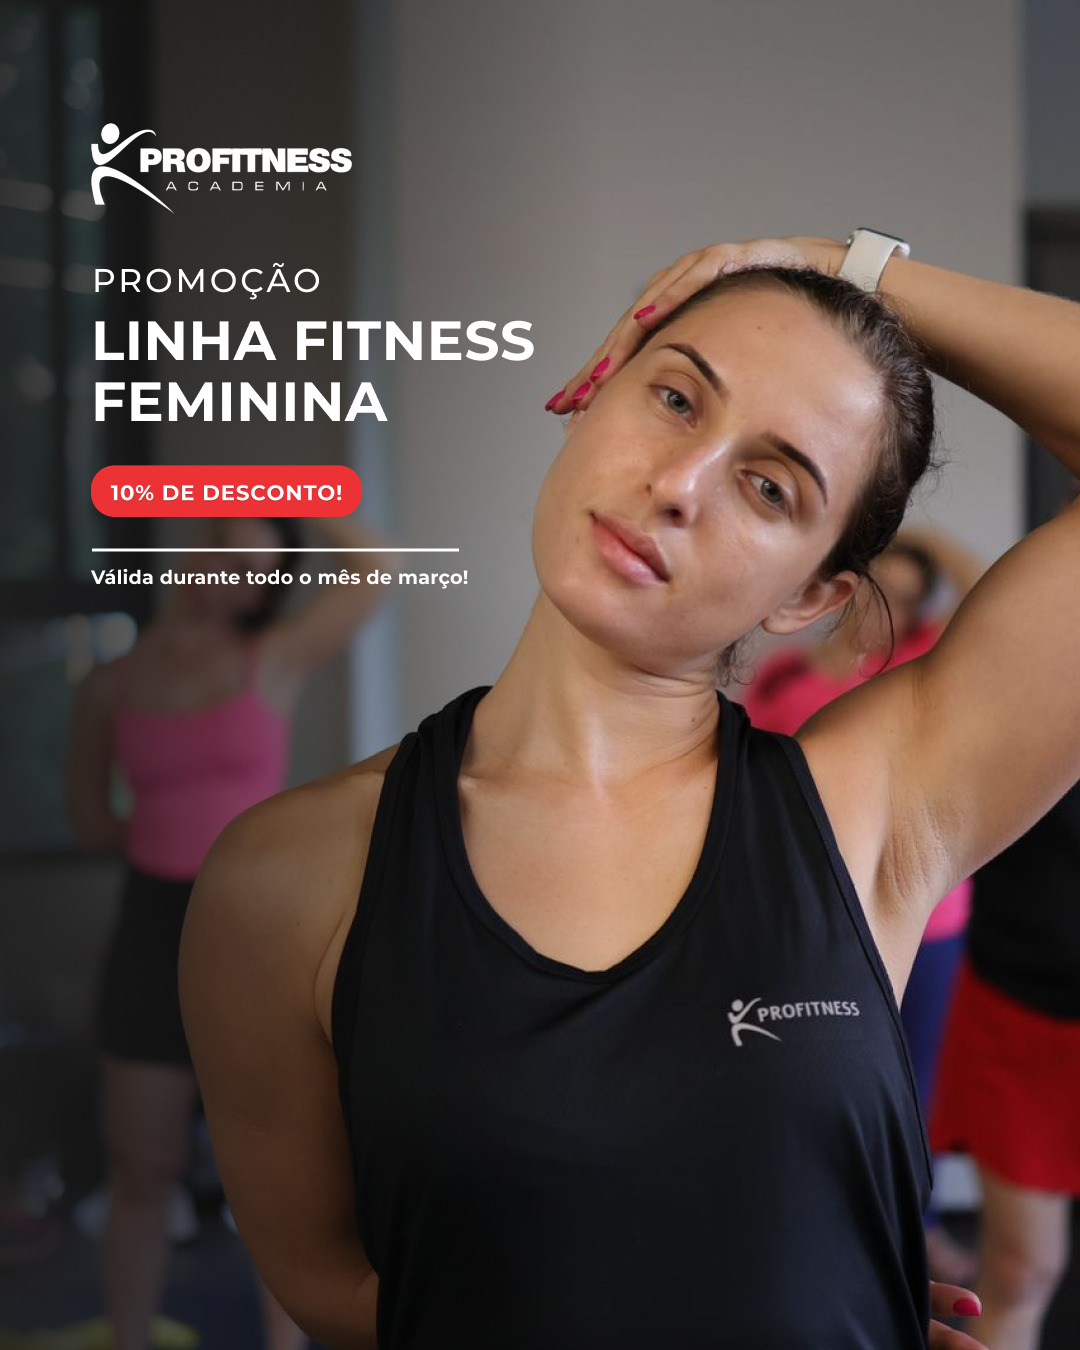 PROFITNESS
ACADEMIA
PROMOÇÃO
LINHA FITNESS
FEMININA
10% DE DESCONTO!
Válida durante todo o mês de março!
PROFITNESS